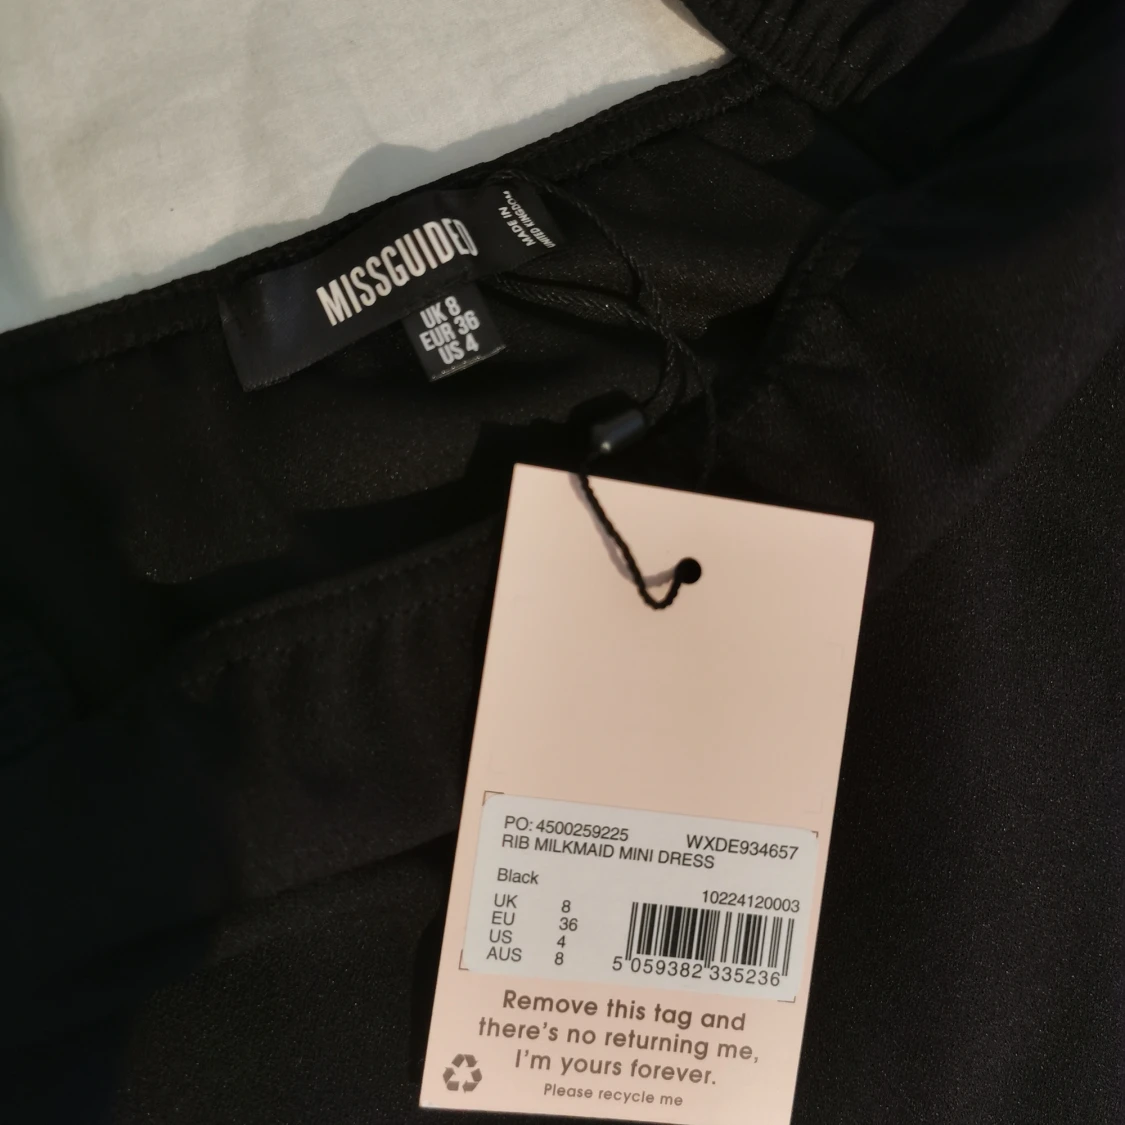 MISSGUIDED
MADE IN
UNITED KINGDOM
UK 8
EUR 36
US 4
PO: 4500259225 WXDE934657
RIB MILKMAID MINI DRESS
Black
10224120003
UK 8
EU 36
US 4
AUS 8
5 059382 335236
Remove this tag and
there's no returning me,
I'm yours forever.
Please recycle me